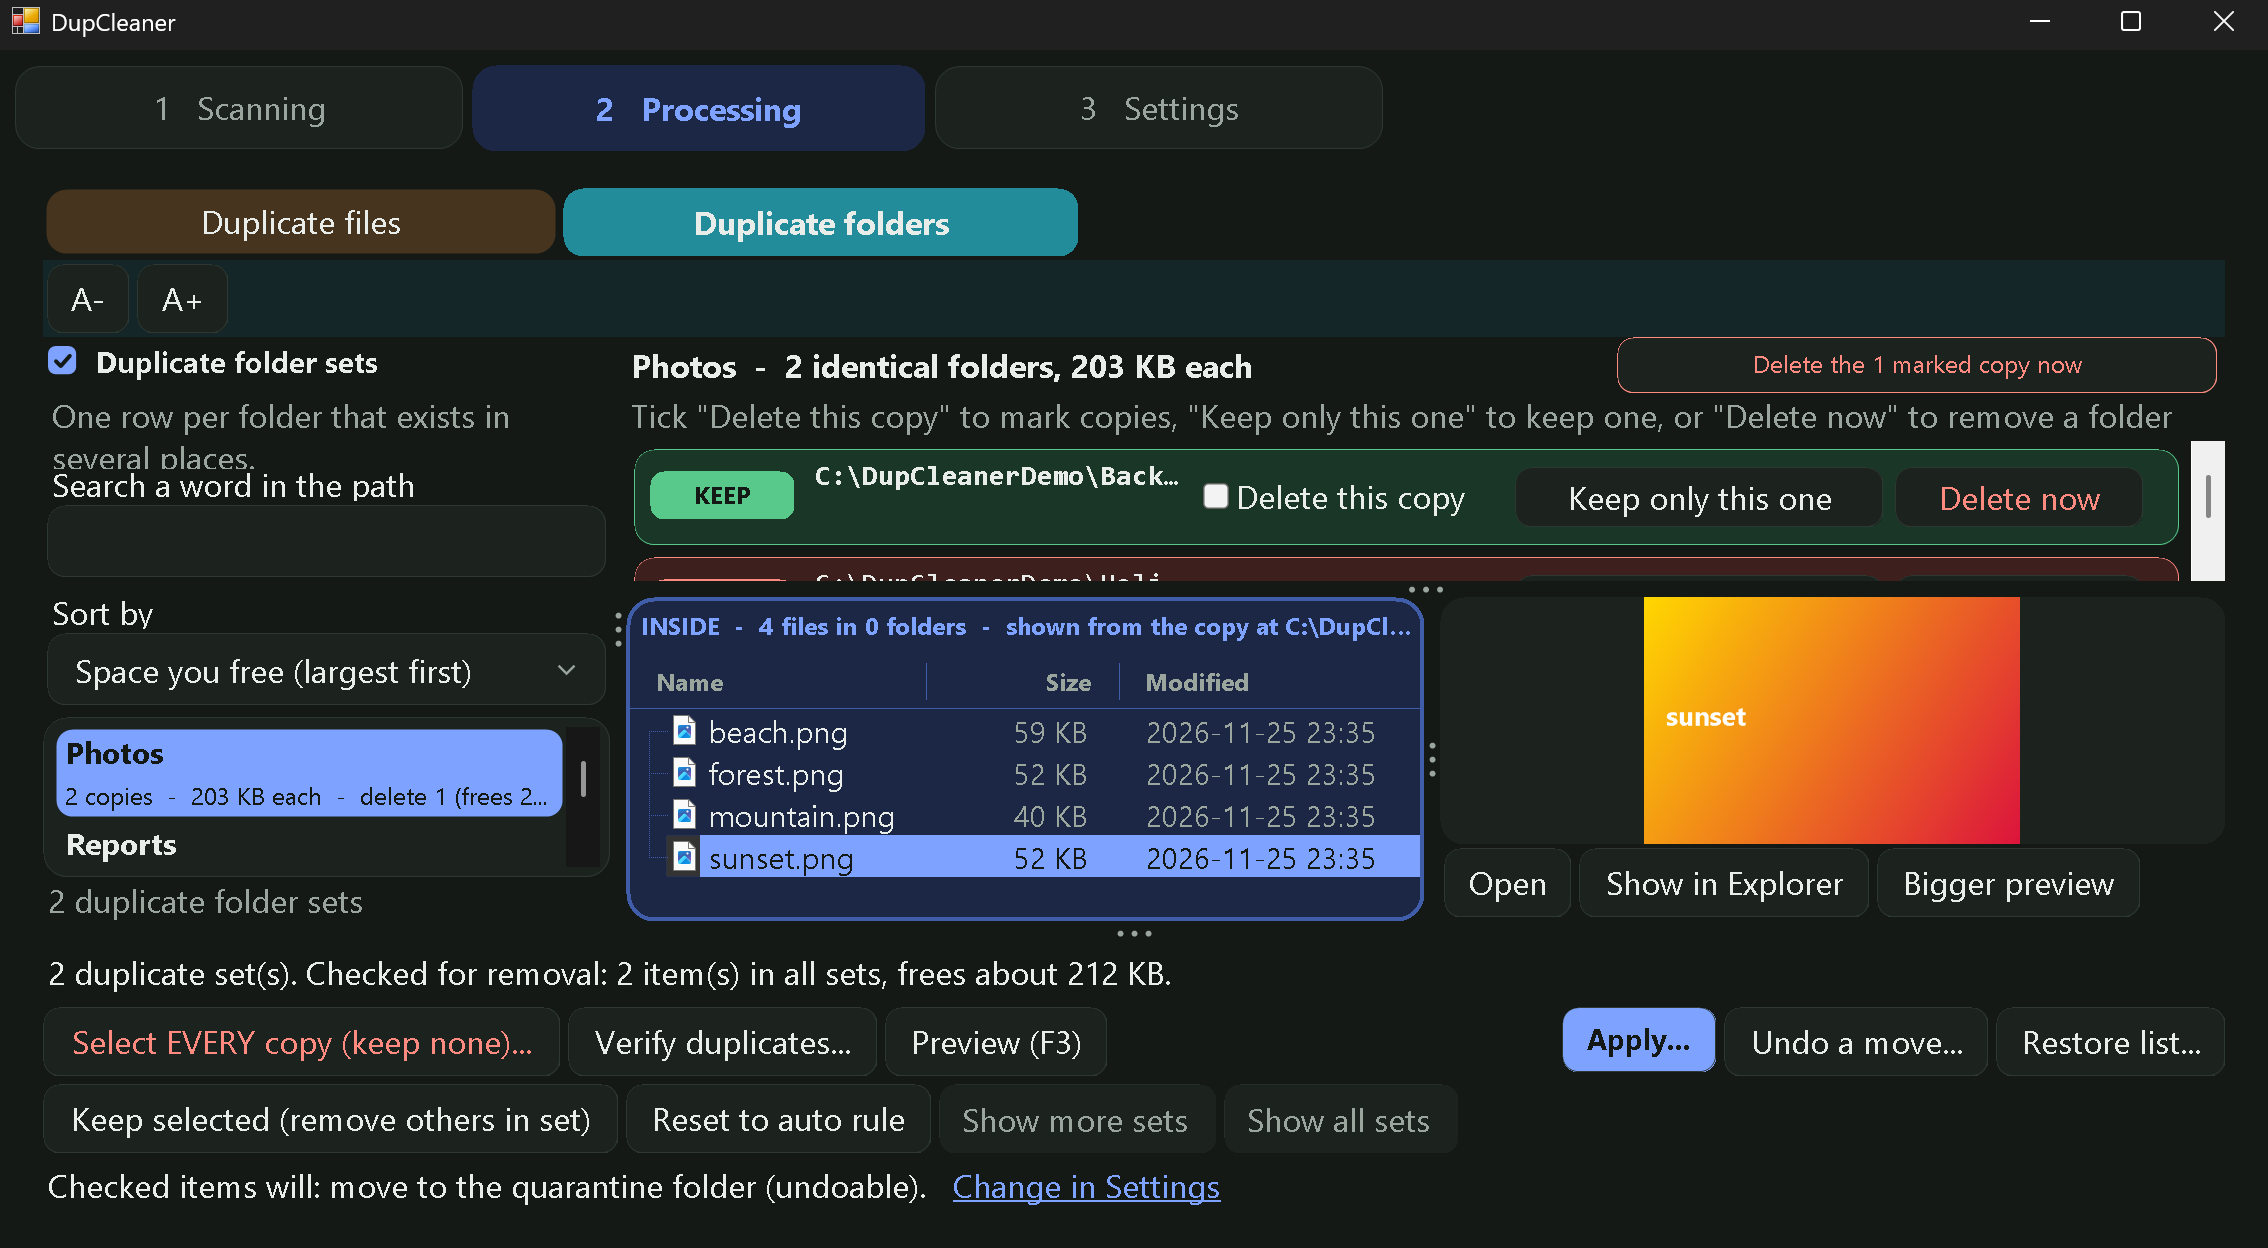 DupCleaner
1 Scanning
2 Processing
3 Settings
Duplicate files
Duplicate folders
A-
A+
Duplicate folder sets
One row per folder that exists in
several places.
Search a word in the path
Sort by
Space you free (largest first)
Photos
2 copies - 203 KB each - delete 1 (frees 2...
Reports
2 duplicate folder sets
Photos - 2 identical folders, 203 KB each
Delete the 1 marked copy now
Tick "Delete this copy" to mark copies, "Keep only this one" to keep one, or "Delete now" to remove a folder
KEEP
C:\DupCleanerDemo\Back…
Delete this copy
Keep only this one
Delete now
INSIDE - 4 files in 0 folders - shown from the copy at C:\DupCl...
Name Size Modified
beach.png 59 KB 2026-11-25 23:35
forest.png 52 KB 2026-11-25 23:35
mountain.png 40 KB 2026-11-25 23:35
sunset.png 52 KB 2026-11-25 23:35
sunset
Open
Show in Explorer
Bigger preview
2 duplicate set(s). Checked for removal: 2 item(s) in all sets, frees about 212 KB.
Select EVERY copy (keep none)...
Verify duplicates...
Preview (F3)
Apply...
Undo a move...
Restore list...
Keep selected (remove others in set)
Reset to auto rule
Show more sets
Show all sets
Checked items will: move to the quarantine folder (undoable). Change in Settings